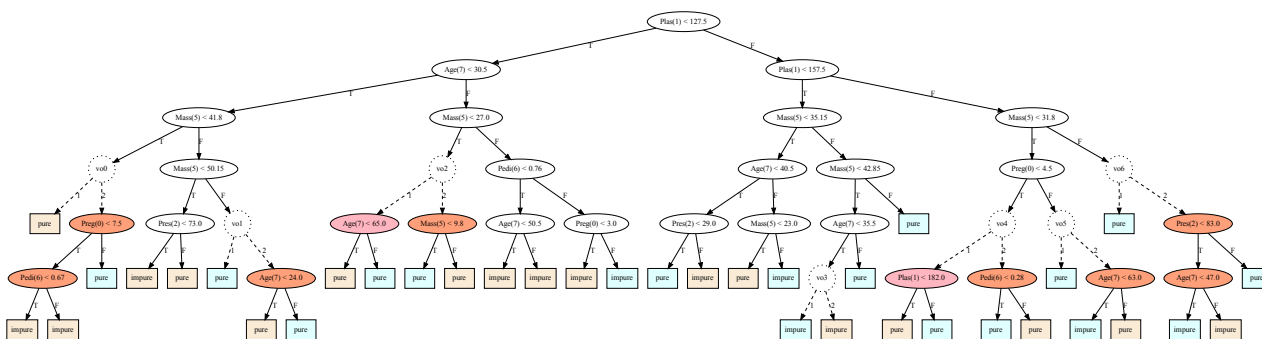 Plas(1) < 127.5
T F
Age(7) < 30.5 Plas(1) < 157.5
T F T F
Mass(5) < 41.8 Mass(5) < 27.0 Mass(5) < 35.15 Mass(5) < 31.8
T F T F T F T F
vo0 Mass(5) < 50.15 vo2 Pedi(6) < 0.76 Age(7) < 40.5 Mass(5) < 42.85 Preg(0) < 4.5 vo6
1 2 T F 1 2 T F T F T F T F 1 2
pure Preg(0) < 7.5 Pres(2) < 73.0 vo1 Age(7) < 65.0 Mass(5) < 9.8 Age(7) < 50.5 Preg(0) < 3.0 Pres(2) < 29.0 Mass(5) < 23.0 Age(7) < 35.5 pure vo4 vo5 pure Pres(2) < 83.0
T F T F 1 2 T F T F T F T F T F T F T F 1 2 1 2 T F
Pedi(6) < 0.67 pure impure pure pure Age(7) < 24.0 pure pure pure pure impure impure pure impure pure pure pure impure vo3 pure Plas(1) < 182.0 Pedi(6) < 0.28 pure Age(7) < 63.0 Age(7) < 47.0 pure
T F T F 1 2 T F T F T F T F
impure impure pure pure impure impure pure pure pure pure impure pure impure impure